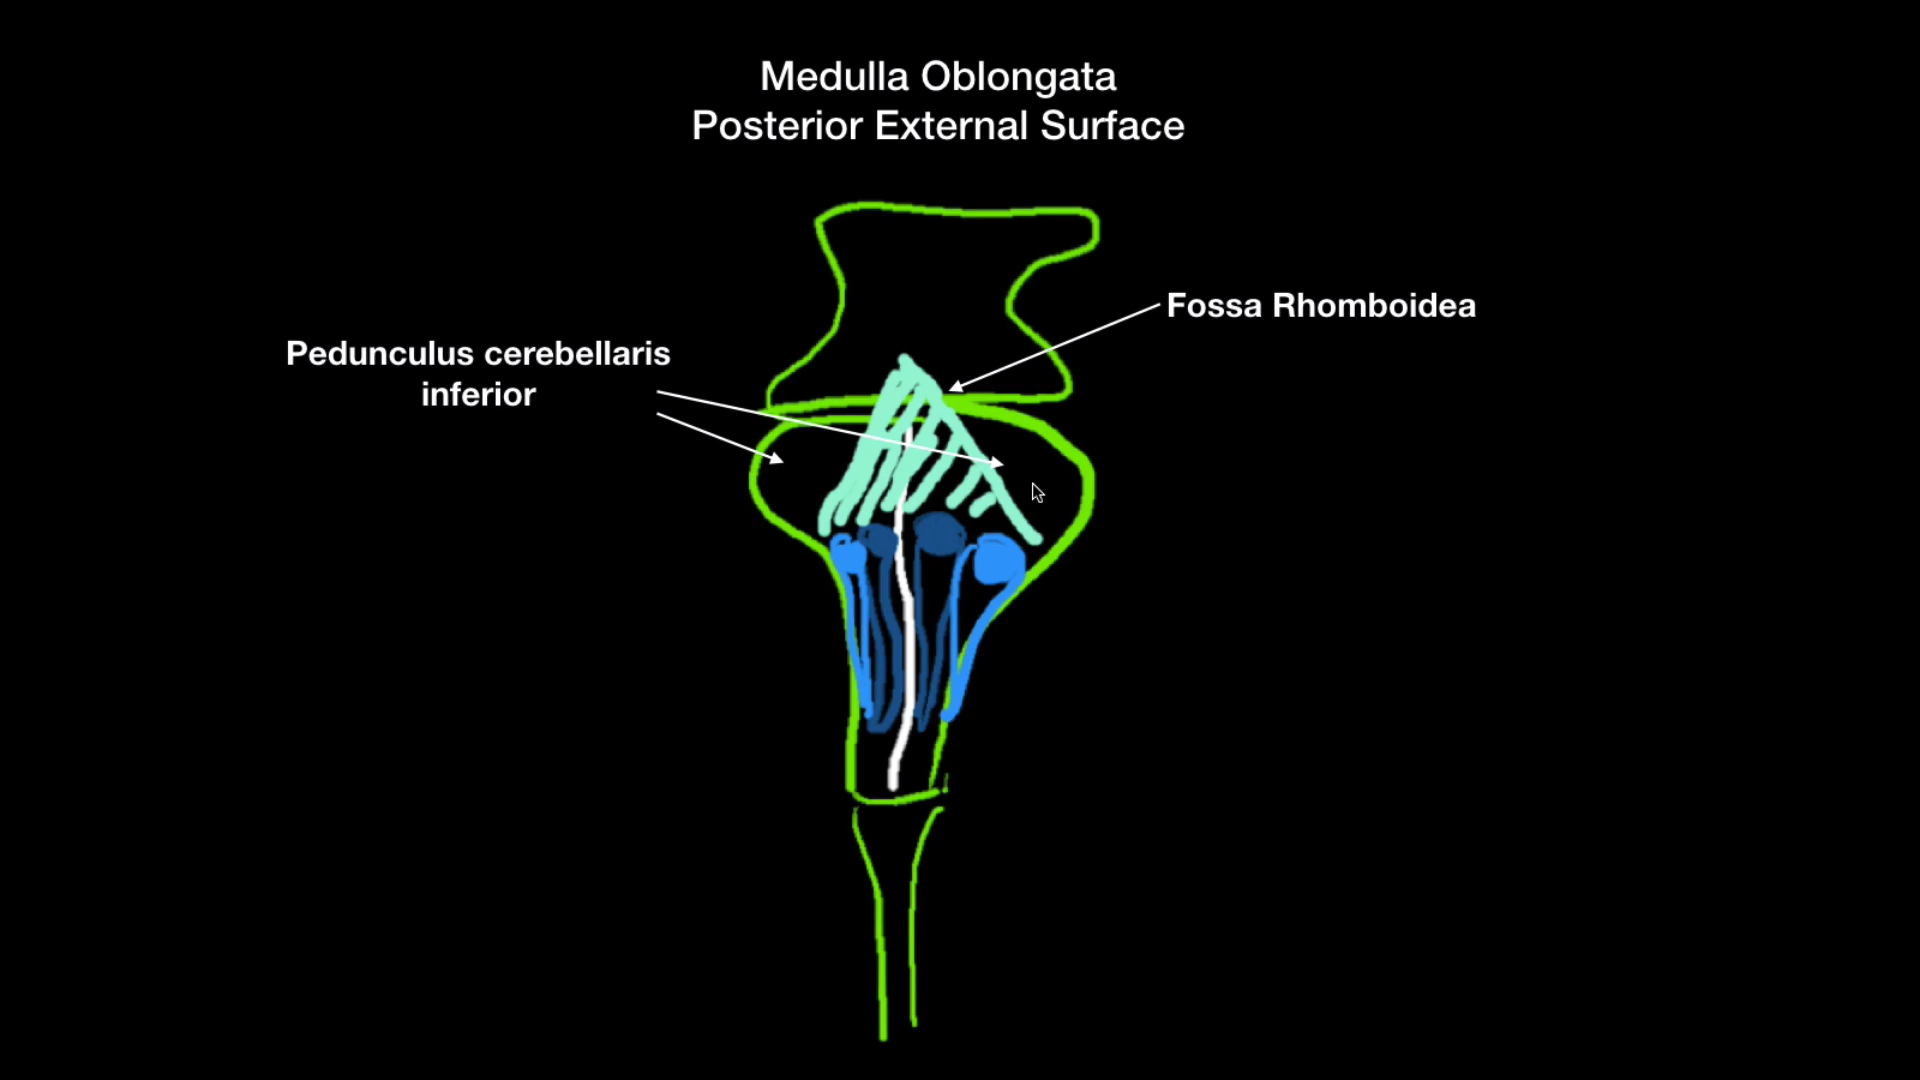 Medulla Oblongata
Posterior External Surface
Fossa Rhomboidea
Pedunculus cerebellaris
inferior